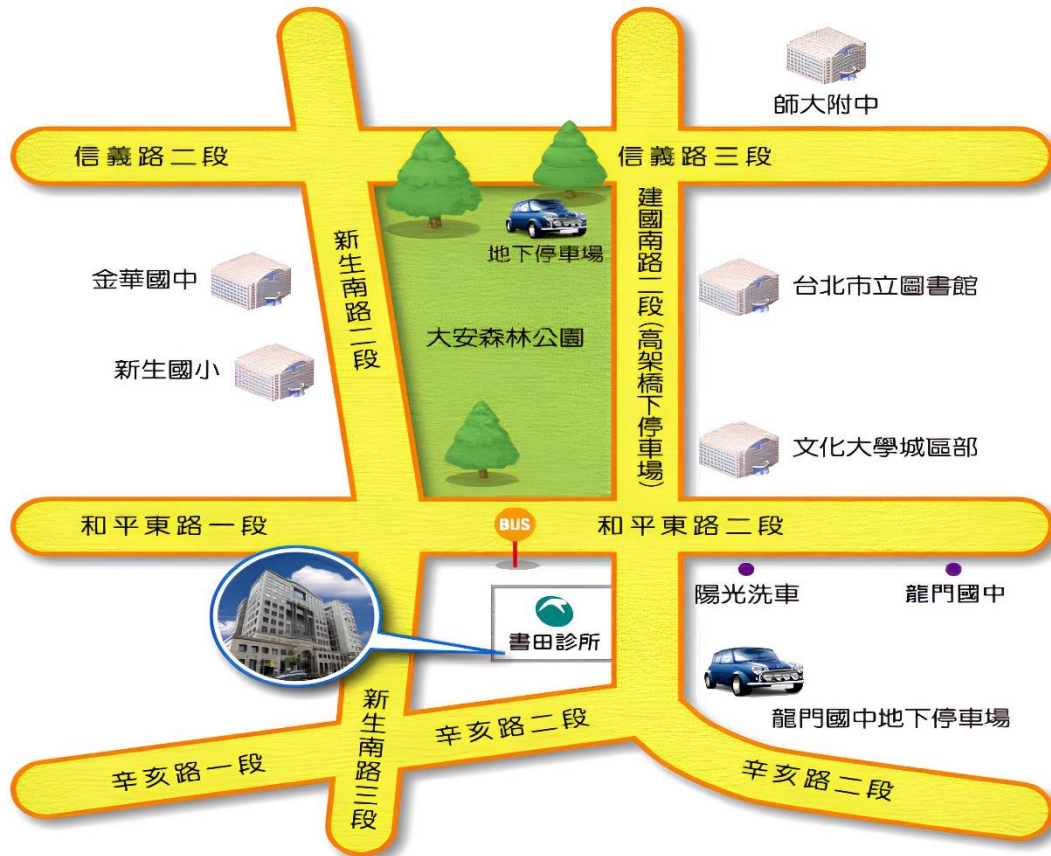 師大附中
信義路二段
信義路三段
建國南路二段(高架橋下停車場)
新生南路二段
地下停車場
金華國中
台北市立圖書館
大安森林公園
新生國小
文化大學城區部
和平東路一段
BUS
和平東路二段
陽光洗車
龍門國中
書田診所
新生南路三段
龍門國中地下停車場
辛亥路二段
辛亥路一段
辛亥路二段